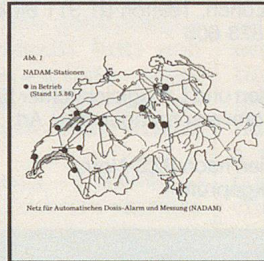 Abb. 1
NADAM-Stationen
in Betrieb
(Stand 1.5.86)
Netz für Automatischen Dosis-Alarm und Messung (NADAM)